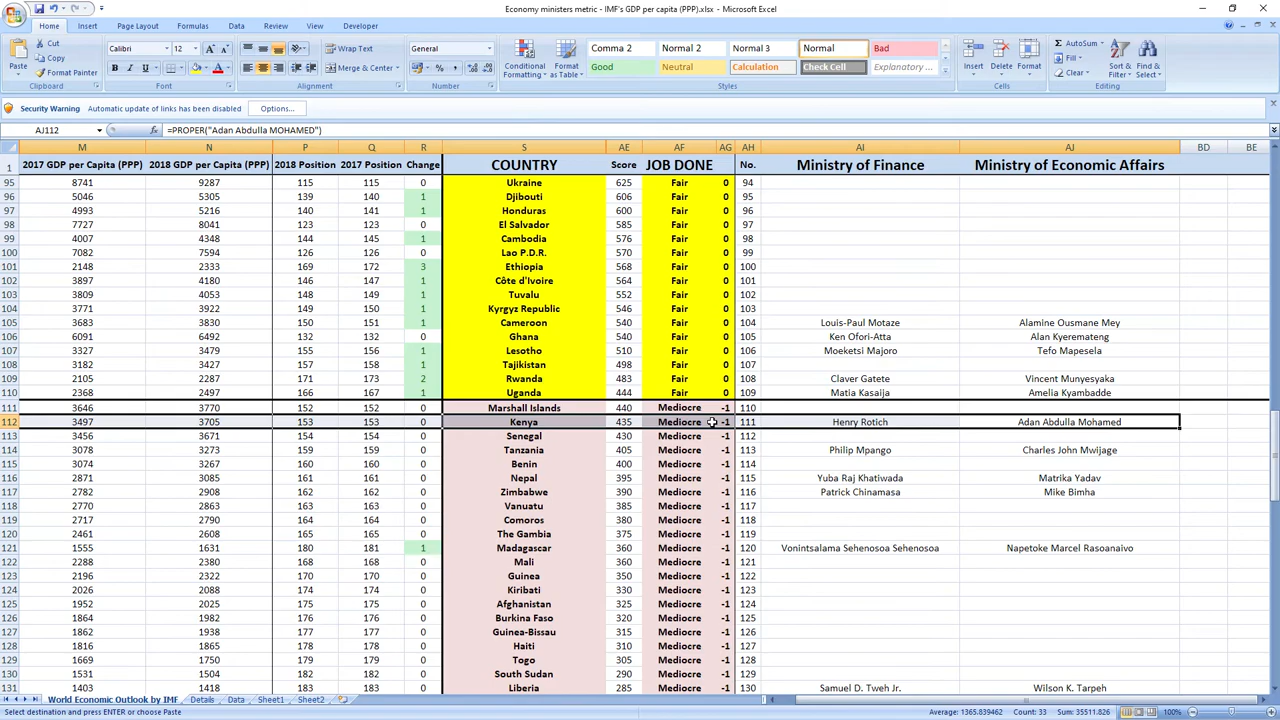 Economy ministers metric - IMF's GDP per capita (PPP).xlsx - Microsoft Excel
Home Insert Page Layout Formulas Data Review View Developer
Cut
Copy
Format Painter
Paste
Clipboard
Calibri 12
B I U
Font
Wrap Text
Merge & Center
Alignment
General
Number
Conditional Formatting
Format as Table
Comma 2 Normal 2 Normal 3 Normal Bad
Good Neutral Calculation Check Cell Explanatory ...
Styles
Insert Delete Format
Cells
AutoSum
Fill
Clear
Sort & Filter
Find & Select
Editing
Security Warning Automatic update of links has been disabled Options...
AJ112 fx =PROPER("Adan Abdulla MOHAMED")
M N P Q R S AE AF AG AH AI AJ BD BE
1 2017 GDP per Capita (PPP) 2018 GDP per Capita (PPP) 2018 Position 2017 Position Change COUNTRY Score JOB DONE No. Ministry of Finance Ministry of Economic Affairs
95 8741 9287 115 115 0 Ukraine 625 Fair 0 94
96 5046 5305 139 140 1 Djibouti 606 Fair 0 95
97 4993 5216 140 141 1 Honduras 600 Fair 0 96
98 7727 8041 123 123 0 El Salvador 585 Fair 0 97
99 4007 4348 144 145 1 Cambodia 576 Fair 0 98
100 7082 7594 126 126 0 Lao P.D.R. 570 Fair 0 99
101 2148 2333 169 172 3 Ethiopia 568 Fair 0 100
102 3897 4180 146 147 1 Côte d'Ivoire 564 Fair 0 101
103 3809 4053 148 149 1 Tuvalu 552 Fair 0 102
104 3771 3922 149 150 1 Kyrgyz Republic 546 Fair 0 103
105 3683 3830 150 151 1 Cameroon 540 Fair 0 104 Louis-Paul Motaze Alamine Ousmane Mey
106 6091 6492 132 132 0 Ghana 540 Fair 0 105 Ken Ofori-Atta Alan Kyeremateng
107 3327 3479 155 156 1 Lesotho 510 Fair 0 106 Moeketsi Majoro Tefo Mapesela
108 3182 3427 157 158 1 Tajikistan 498 Fair 0 107
109 2105 2287 171 173 2 Rwanda 483 Fair 0 108 Claver Gatete Vincent Munyesyaka
110 2368 2497 166 167 1 Uganda 444 Fair 0 109 Matia Kasaija Amelia Kyambadde
111 3646 3770 152 152 0 Marshall Islands 440 Mediocre -1 110
112 3497 3705 153 153 0 Kenya 435 Mediocre -1 111 Henry Rotich Adan Abdulla Mohamed
113 3456 3671 154 154 0 Senegal 430 Mediocre -1 112
114 3078 3273 159 159 0 Tanzania 405 Mediocre -1 113 Philip Mpango Charles John Mwijage
115 3074 3243 160 160 0 Benin 400 Mediocre -1 114
116 2871 3085 161 161 0 Nepal 395 Mediocre -1 115 Yuba Raj Khatiwada Matrika Yadav
117 2782 2908 162 162 0 Zimbabwe 390 Mediocre -1 116 Patrick Chinamasa Mike Bimha
118 2770 2863 163 163 0 Vanuatu 385 Mediocre -1 117
119 2717 2790 164 164 0 Comoros 380 Mediocre -1 118
120 2461 2608 165 165 0 The Gambia 375 Mediocre -1 119
121 1555 1631 180 181 1 Madagascar 360 Mediocre -1 120 Vonintsalama Sehenosoa Sehenosoa Napetoke Marcel Rasoanaivo
122 2288 2380 168 168 0 Mali 360 Mediocre -1 121
123 2196 2322 170 170 0 Guinea 350 Mediocre -1 122
124 2026 2088 174 174 0 Kiribati 330 Mediocre -1 123
125 1952 2025 175 175 0 Afghanistan 325 Mediocre -1 124
126 1864 1982 176 176 0 Burkina Faso 320 Mediocre -1 125
127 1862 1938 177 177 0 Guinea-Bissau 315 Mediocre -1 126
128 1816 1865 178 178 0 Haiti 310 Mediocre -1 127
129 1669 1750 179 179 0 Togo 305 Mediocre -1 128
130 1531 1504 182 182 0 South Sudan 290 Mediocre -1 129
131 1403 1418 183 183 0 Liberia 285 Mediocre -1 130 Samuel D. Tweh Jr. Wilson K. Tarpeh
World Economic Outlook by IMF Details Data Sheet1 Sheet2
Select destination and press ENTER or choose Paste Average: 1365.839462 Count: 33 Sum: 35511.826 100%